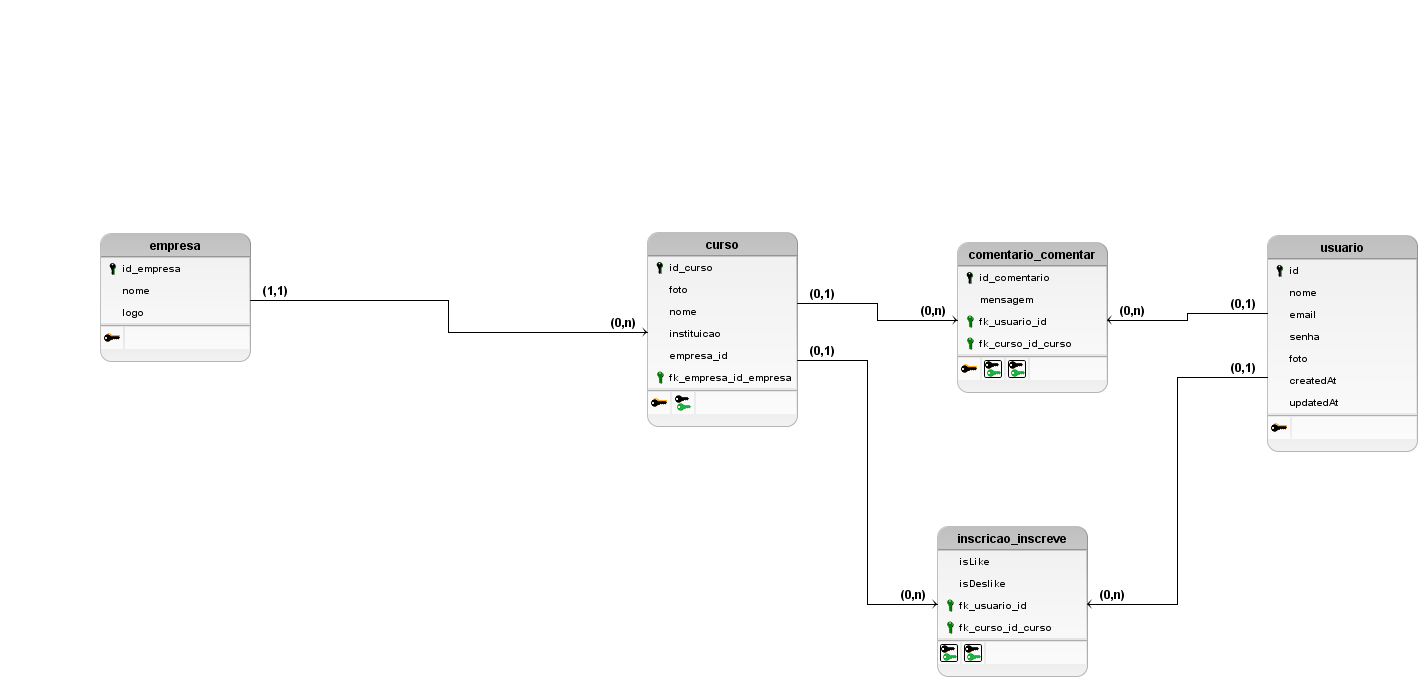 empresa
id_empresa
nome
logo
(1,1)
(0,n)
curso
id_curso
foto
nome
instituicao
empresa_id
fk_empresa_id_empresa
(0,1)
(0,n)
(0,1)
comentario_comentar
id_comentario
mensagem
fk_usuario_id
fk_curso_id_curso
(0,n)
(0,1)
(0,1)
usuario
id
nome
email
senha
foto
createdAt
updatedAt
inscricao_inscreve
isLike
isDeslike
fk_usuario_id
fk_curso_id_curso
(0,n)
(0,n)